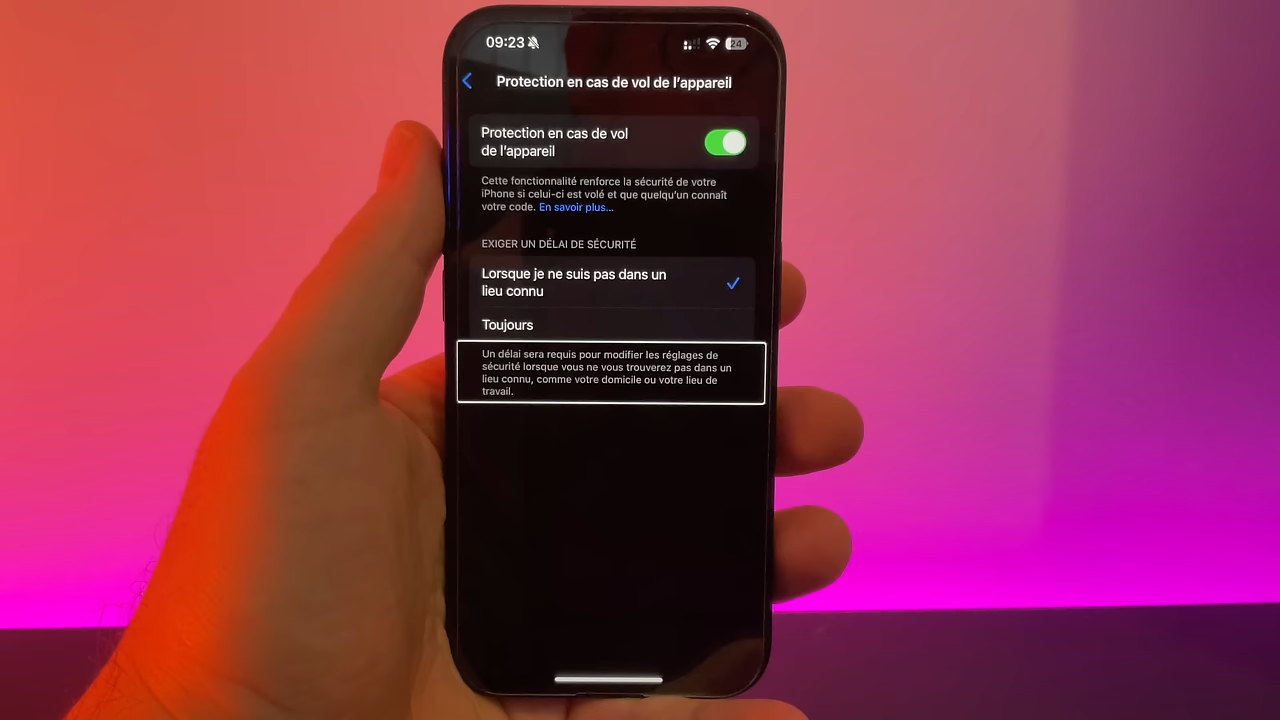 09:23
24
Protection en cas de vol de l'appareil
Protection en cas de vol
de l'appareil
Cette fonctionnalité renforce la sécurité de votre
iPhone si celui-ci est volé et que quelqu'un connaît
votre code. En savoir plus...
EXIGER UN DÉLAI DE SÉCURITÉ
Lorsque je ne suis pas dans un
lieu connu
Toujours
Un délai sera requis pour modifier les réglages de
sécurité lorsque vous ne vous trouverez pas dans un
lieu connu, comme votre domicile ou votre lieu de
travail.